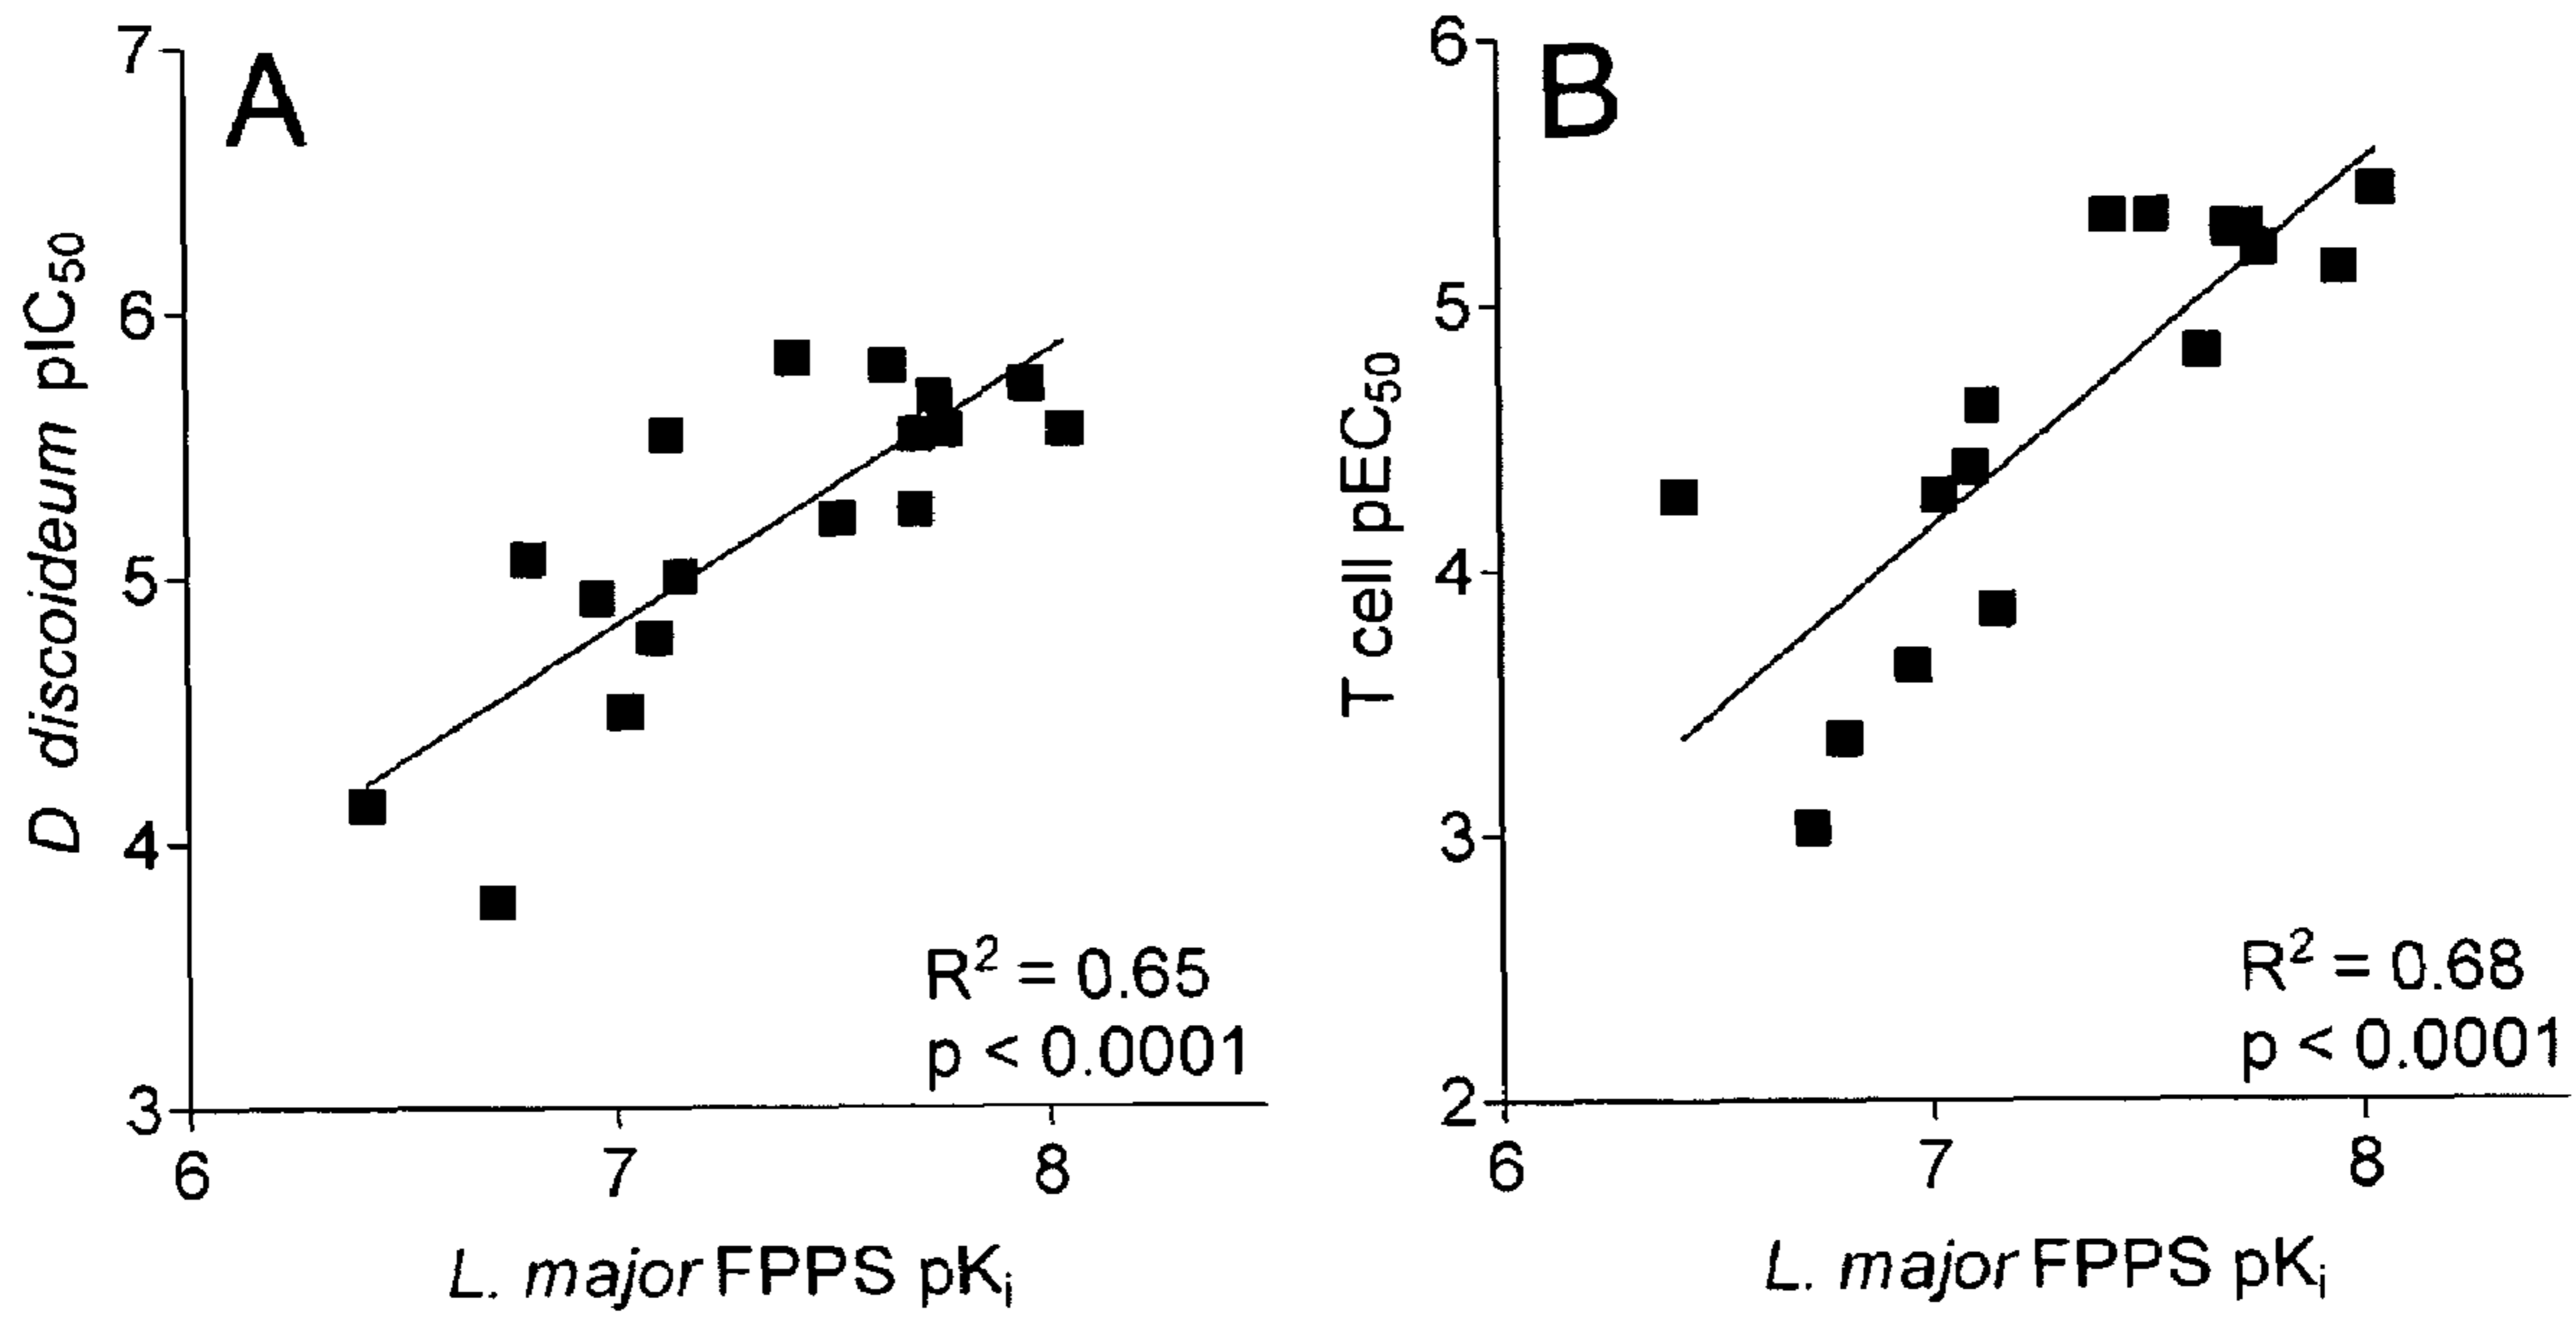 A
7
6
5
4
3
D discoideum pIC50
R2 = 0.65
p < 0.0001
6 7 8
L. major FPPS pKi
B
6
5
4
3
2
T cell pEC50
R2 = 0.68
p < 0.0001
6 7 8
L. major FPPS pKi